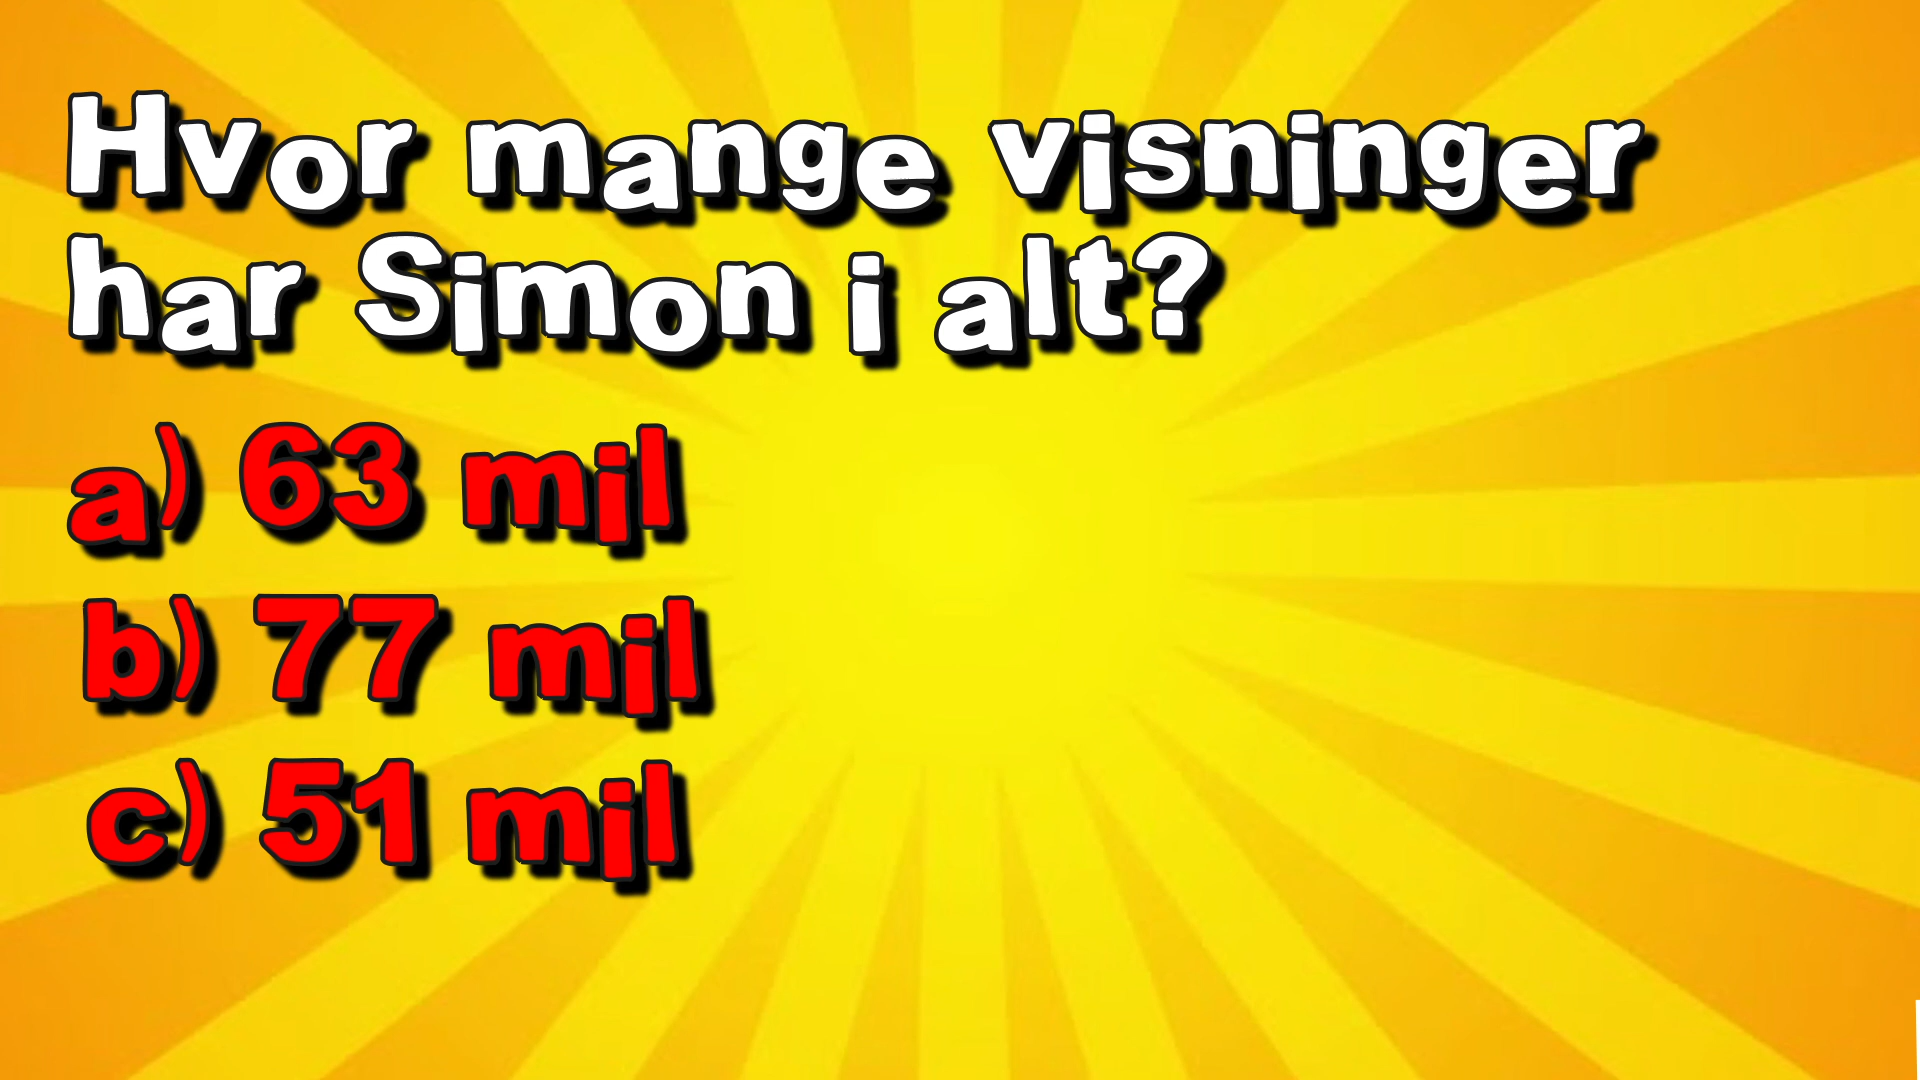 Hvor mange visninger
har Simon i alt?
a) 63 mil
b) 77 mil
c) 51 mil